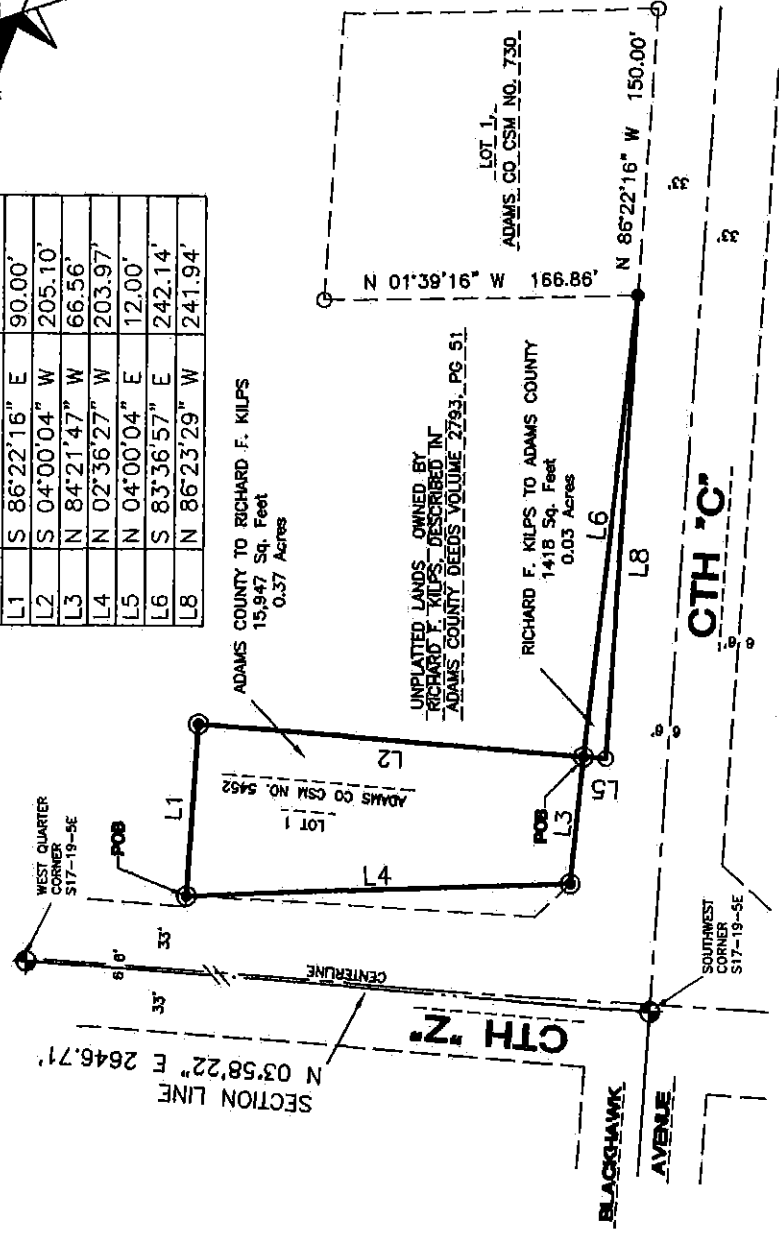 L1 S 86°22'16" E 90.00'
L2 S 04°00'04" W 205.10'
L3 N 84°21'47" W 66.56'
L4 N 02°36'27" W 203.97'
L5 N 04°00'04" E 12.00'
L6 S 83°36'57" E 242.14'
L8 N 86°23'29" W 241.94'
LOT 1,
ADAMS CO CSM NO. 730
N 01°39'16" W 166.86'
N 86°22'16" W 150.00'
33'
33'
ADAMS COUNTY TO RICHARD F. KILPS
15,947 Sq. Feet
0.37 Acres
UNPLATTED LANDS OWNED BY
RICHARD F. KILPS, DESCRIBED IN
ADAMS COUNTY DEEDS VOLUME 2793, PG 51
RICHARD F. KILPS TO ADAMS COUNTY
1418 Sq. Feet
0.03 Acres
L6
L8
CTH "C"
WEST QUARTER
CORNER
S17-19-5E
POB
L1
L2
LOT 1
ADAMS CO CSM NO. 5452
L4
POB
L3
L5
33'
33'
CENTERLINE
CTH "Z"
SECTION LINE
N 03°58'22" E 2646.71'
SOUTHWEST
CORNER
S17-19-5E
BLACKHAWK
AVENUE